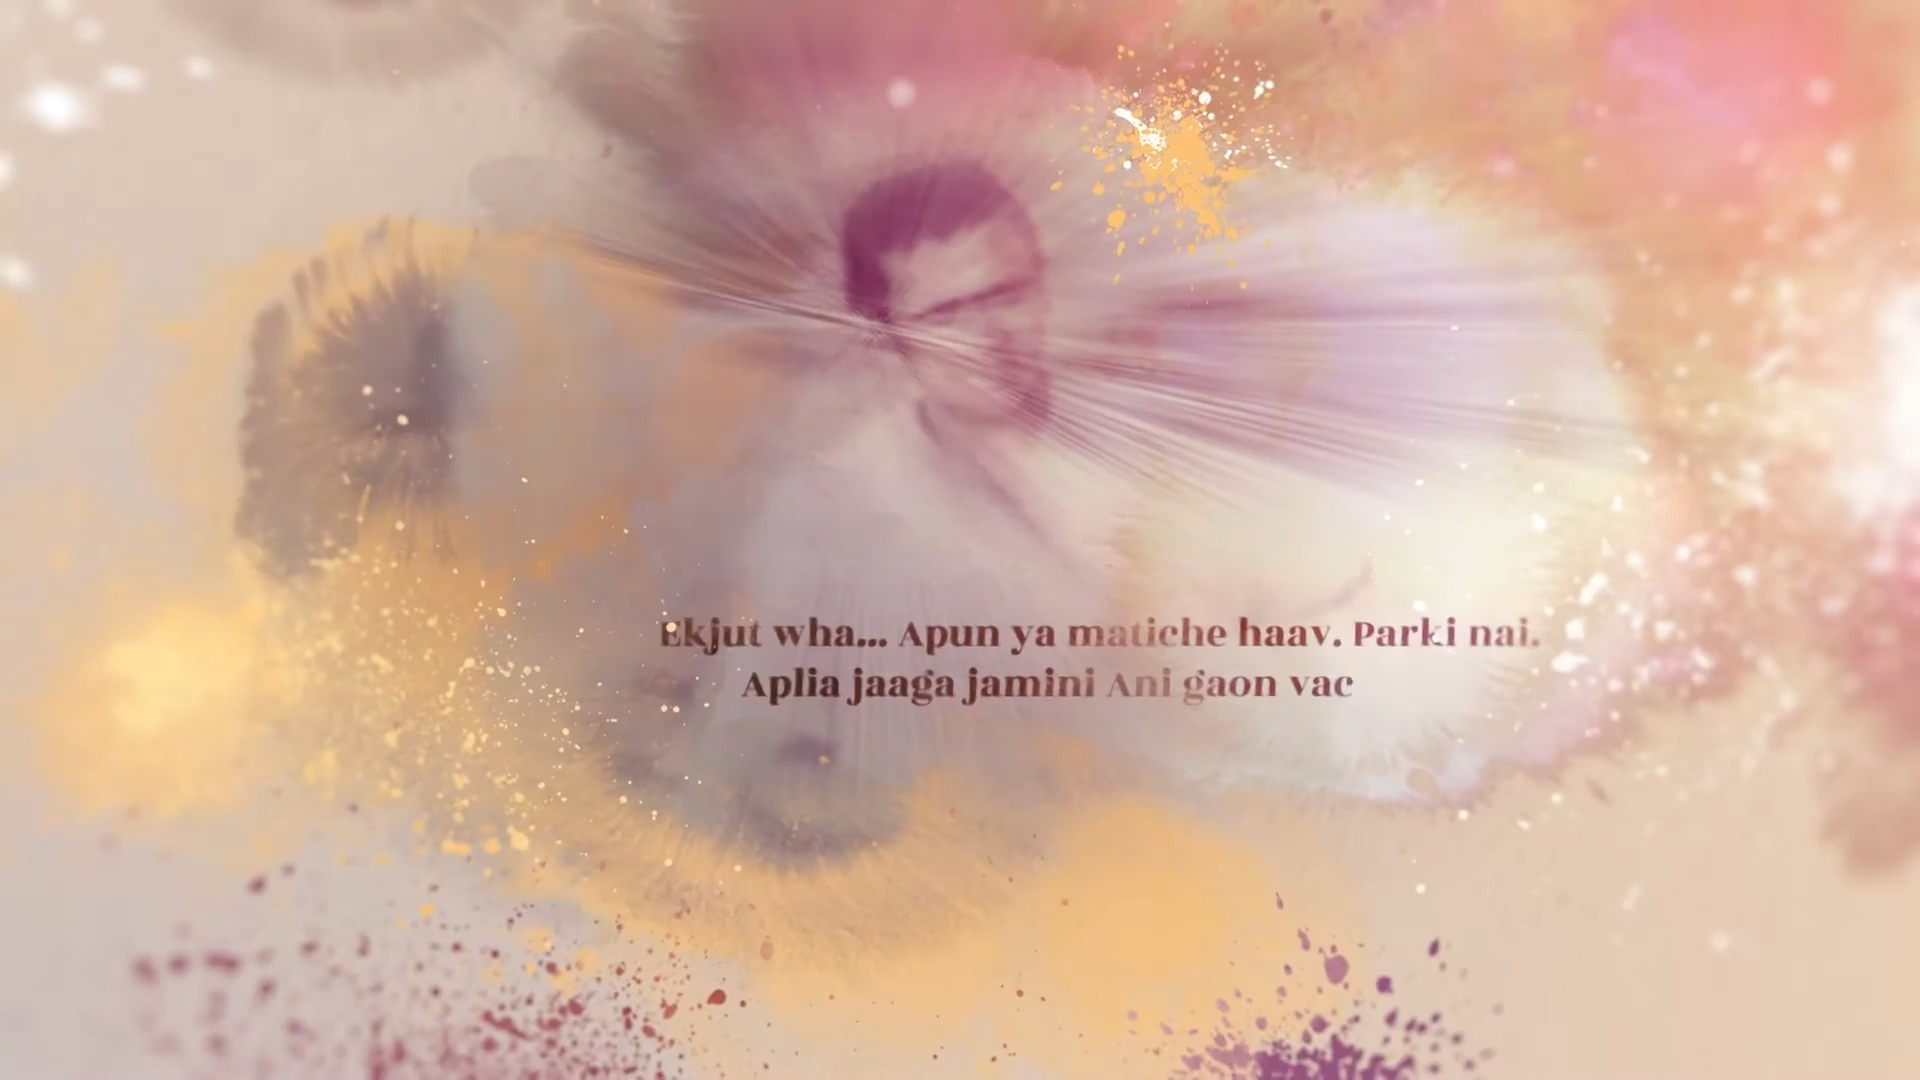 Ekjut wha... Apun ya matiche haav. Parki nai.
Aplia jaaga jamini Ani gaon vac